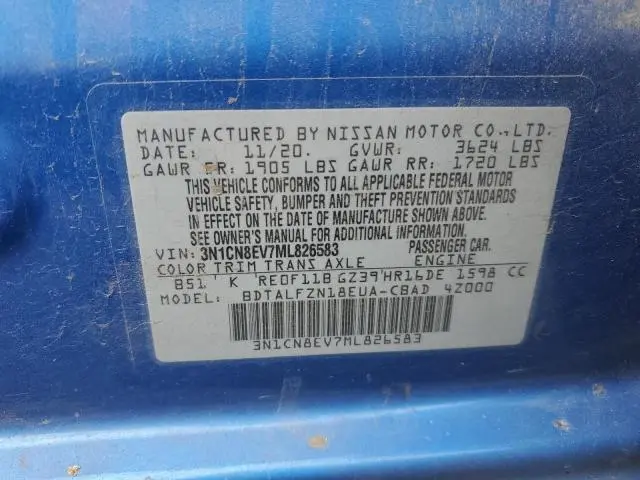 MANUFACTURED BY NISSAN MOTOR CO.,LTD.
DATE: 11/20. GVWR: 3624 LBS
GAWR FR: 1905 LBS GAWR RR: 1720 LBS
THIS VEHICLE CONFORMS TO ALL APPLICABLE FEDERAL MOTOR
VEHICLE SAFETY, BUMPER AND THEFT PREVENTION STANDARDS
IN EFFECT ON THE DATE OF MANUFACTURE SHOWN ABOVE.
SEE OWNER'S MANUAL FOR ADDITIONAL INFORMATION.
VIN: 3N1CN8EV7ML826583 PASSENGER CAR.
COLOR TRIM TRANS AXLE ENGINE
B51 K RE0F11B GZ39 HR16DE 1598 CC
MODEL: BDTALFZN18EUA-CBAD 4Z000
3N1CN8EV7ML826583